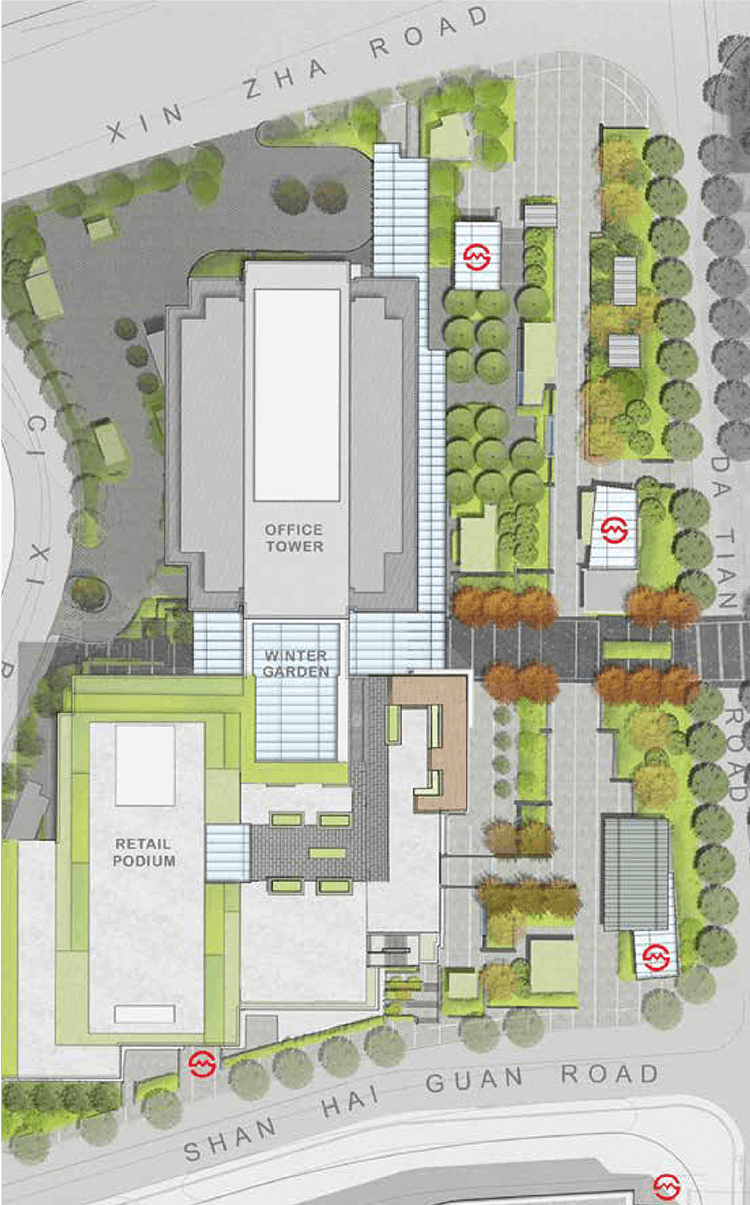 XIN ZHA ROAD
CI XI R
OFFICE
TOWER
DA TIAN
ROAD
WINTER
GARDEN
RETAIL
PODIUM
SHAN HAI GUAN ROAD